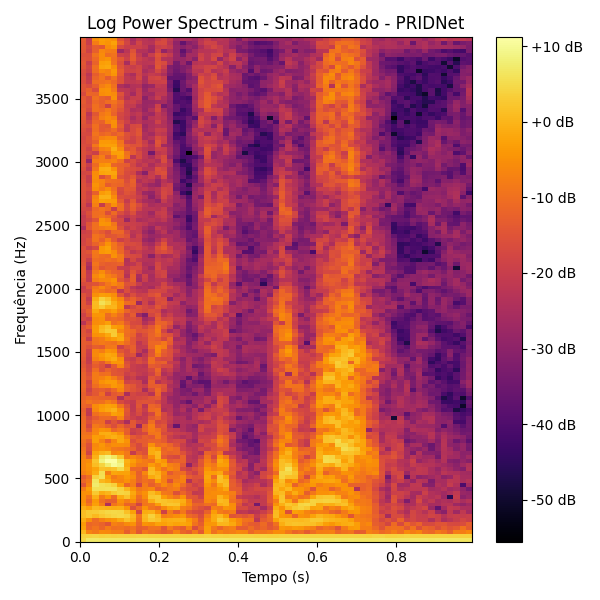 Log Power Spectrum - Sinal filtrado - PRIDNet
Frequência (Hz)
3500
3000
2500
2000
1500
1000
500
0
0.0 0.2 0.4 0.6 0.8
Tempo (s)
+10 dB
+0 dB
-10 dB
-20 dB
-30 dB
-40 dB
-50 dB